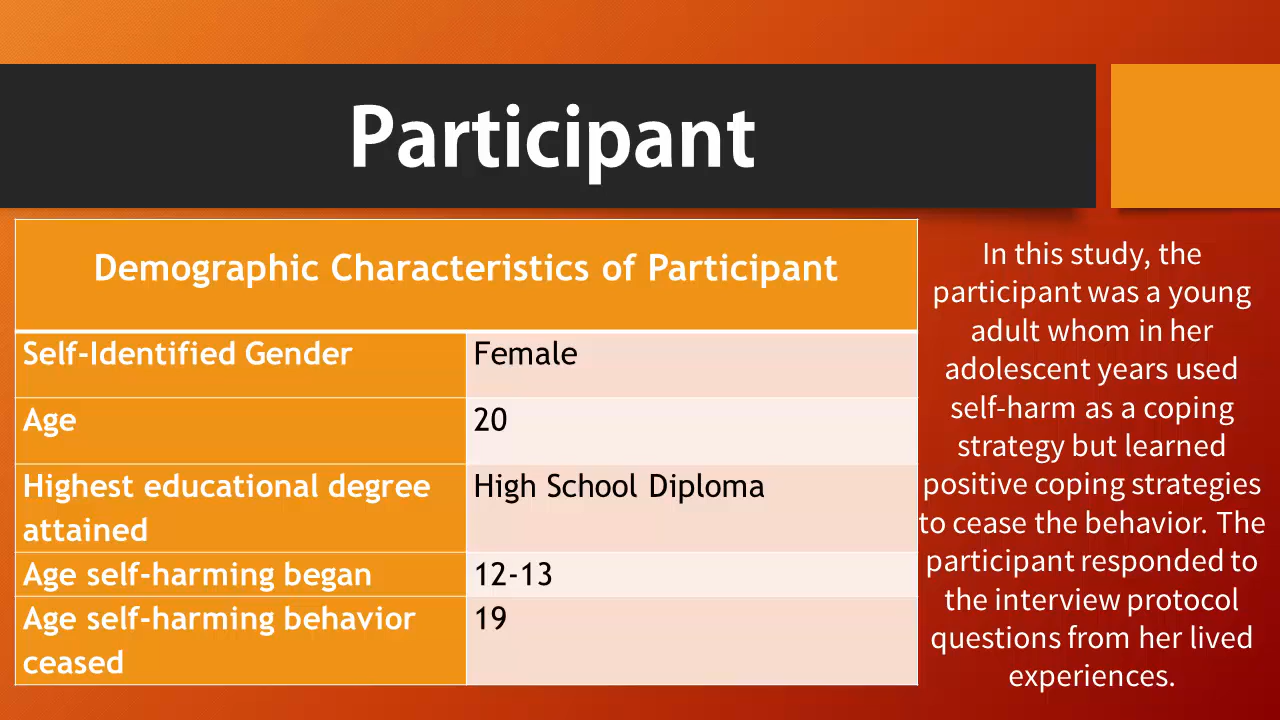 Participant
Demographic Characteristics of Participant
Self-Identified Gender
Female
Age
20
Highest educational degree
attained
High School Diploma
Age self-harming began
12-13
Age self-harming behavior
ceased
19
In this study, the
participant was a young
adult whom in her
adolescent years used
self-harm as a coping
strategy but learned
positive coping strategies
to cease the behavior. The
participant responded to
the interview protocol
questions from her lived
experiences.